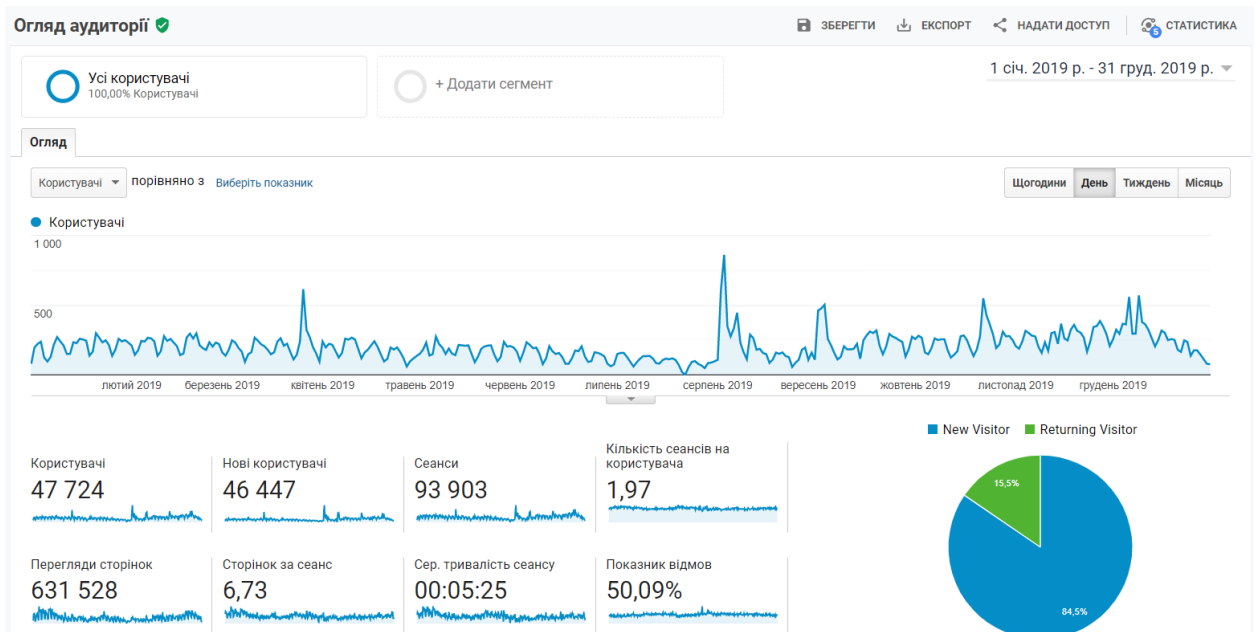 Огляд аудиторії
ЗБЕРЕГТИ ЕКСПОРТ НАДАТИ ДОСТУП 5 СТАТИСТИКА
Усі користувачі
100,00% Користувачі
+ Додати сегмент
1 січ. 2019 р. - 31 груд. 2019 р.
Огляд
Користувачі порівняно з Виберіть показник
Щогодини День Тиждень Місяць
Користувачі
1 000
500
лютий 2019 березень 2019 квітень 2019 травень 2019 червень 2019 липень 2019 серпень 2019 вересень 2019 жовтень 2019 листопад 2019 грудень 2019
New Visitor Returning Visitor
Користувачі
47 724
Нові користувачі
46 447
Сеанси
93 903
Кількість сеансів на
користувача
1,97
Перегляди сторінок
631 528
Сторінок за сеанс
6,73
Сер. тривалість сеансу
00:05:25
Показник відмов
50,09%
15,5%
84,5%